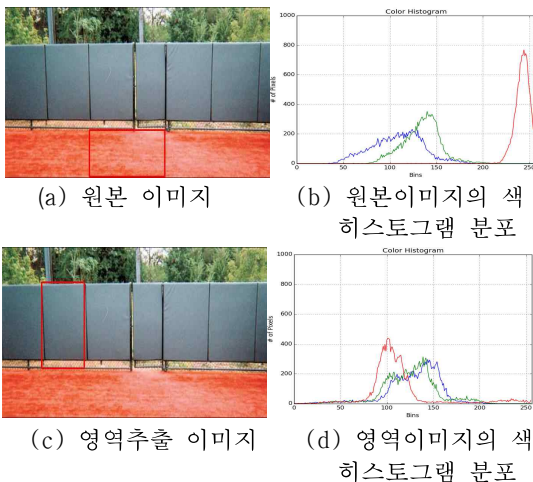 Color Histogram
1000
800
600
400
200
0
# of Pixels
0 50 100 150 200 250
Bins
(a) 원본 이미지
(b) 원본이미지의 색
히스토그램 분포
Color Histogram
1000
800
600
400
200
0
# of Pixels
0 50 100 150 200 250
Bins
(c) 영역추출 이미지
(d) 영역이미지의 색
히스토그램 분포